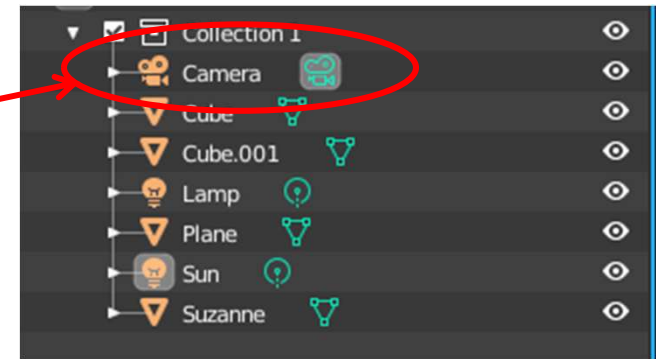 Collection 1
Camera
Cube
Cube.001
Lamp
Plane
Sun
Suzanne